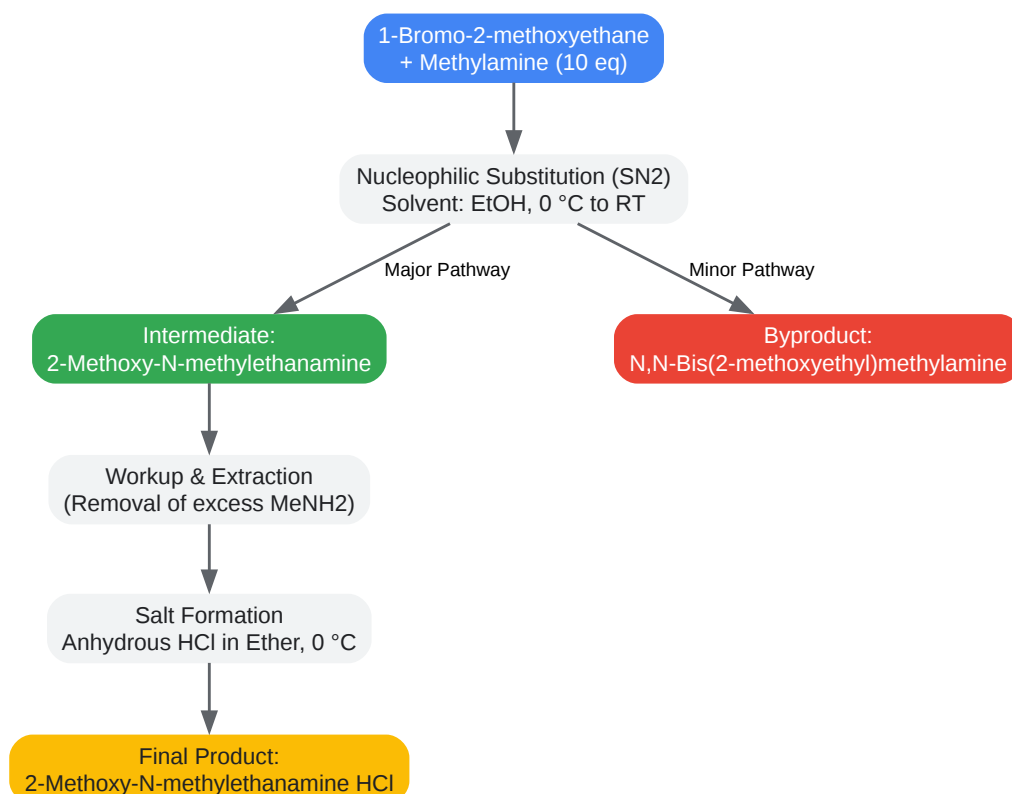 1-Bromo-2-methoxyethane
+ Methylamine (10 eq)
Nucleophilic Substitution (SN2)
Solvent: EtOH, 0 °C to RT
Major Pathway
Minor Pathway
Intermediate:
2-Methoxy-N-methylethanamine
Byproduct:
N,N-Bis(2-methoxyethyl)methylamine
Workup & Extraction
(Removal of excess MeNH2)
Salt Formation
Anhydrous HCl in Ether, 0 °C
Final Product:
2-Methoxy-N-methylethanamine HCl